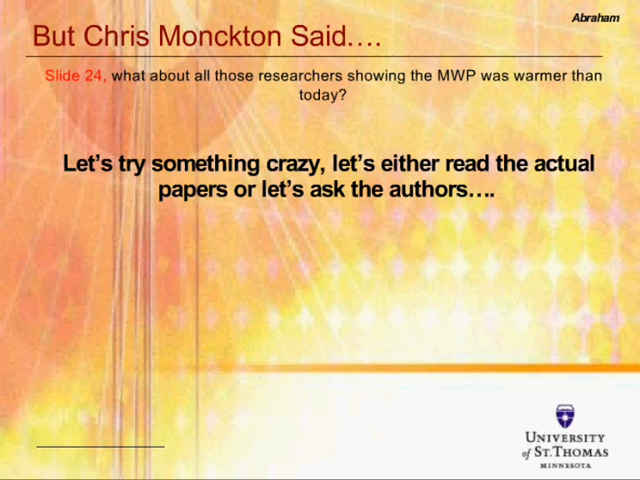 Abraham
But Chris Monckton Said….
Slide 24, what about all those researchers showing the MWP was warmer than
today?
Let’s try something crazy, let’s either read the actual
papers or let’s ask the authors….
UNIVERSITY
of ST.THOMAS
MINNESOTA